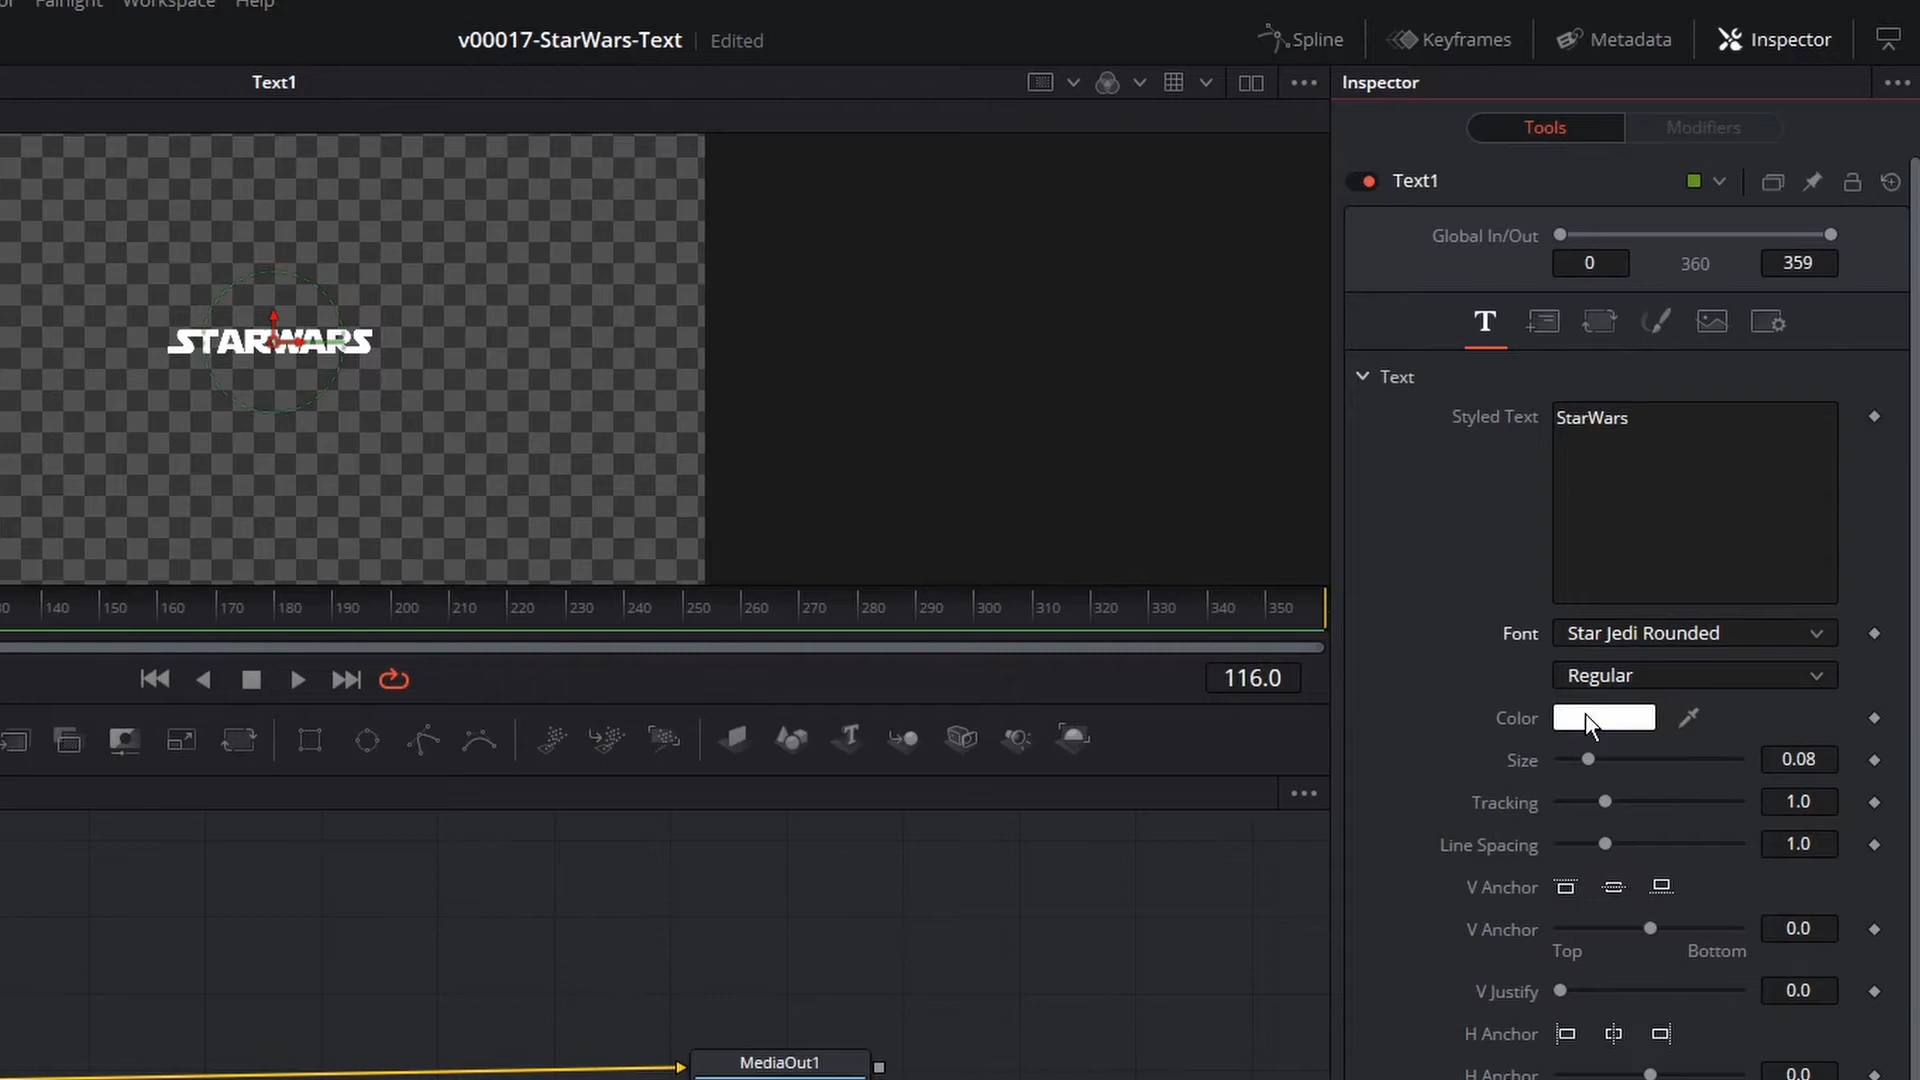 Fairlight Workspace Help
v00017-StarWars-Text Edited
Spline
Keyframes
Metadata
Inspector
Text1
Inspector
Tools
Modifiers
Text1
Global In/Out
0 360 359
T
Text
Styled Text StarWars
STARWARS
140 150 160 170 180 190 200 210 220 230 240 250 260 270 280 290 300 310 320 330 340 350
Font Star Jedi Rounded
Regular
116.0
Color
Size 0.08
Tracking 1.0
Line Spacing 1.0
V Anchor
V Anchor 0.0
Top Bottom
V Justify 0.0
H Anchor
MediaOut1
H Anchor 0.0